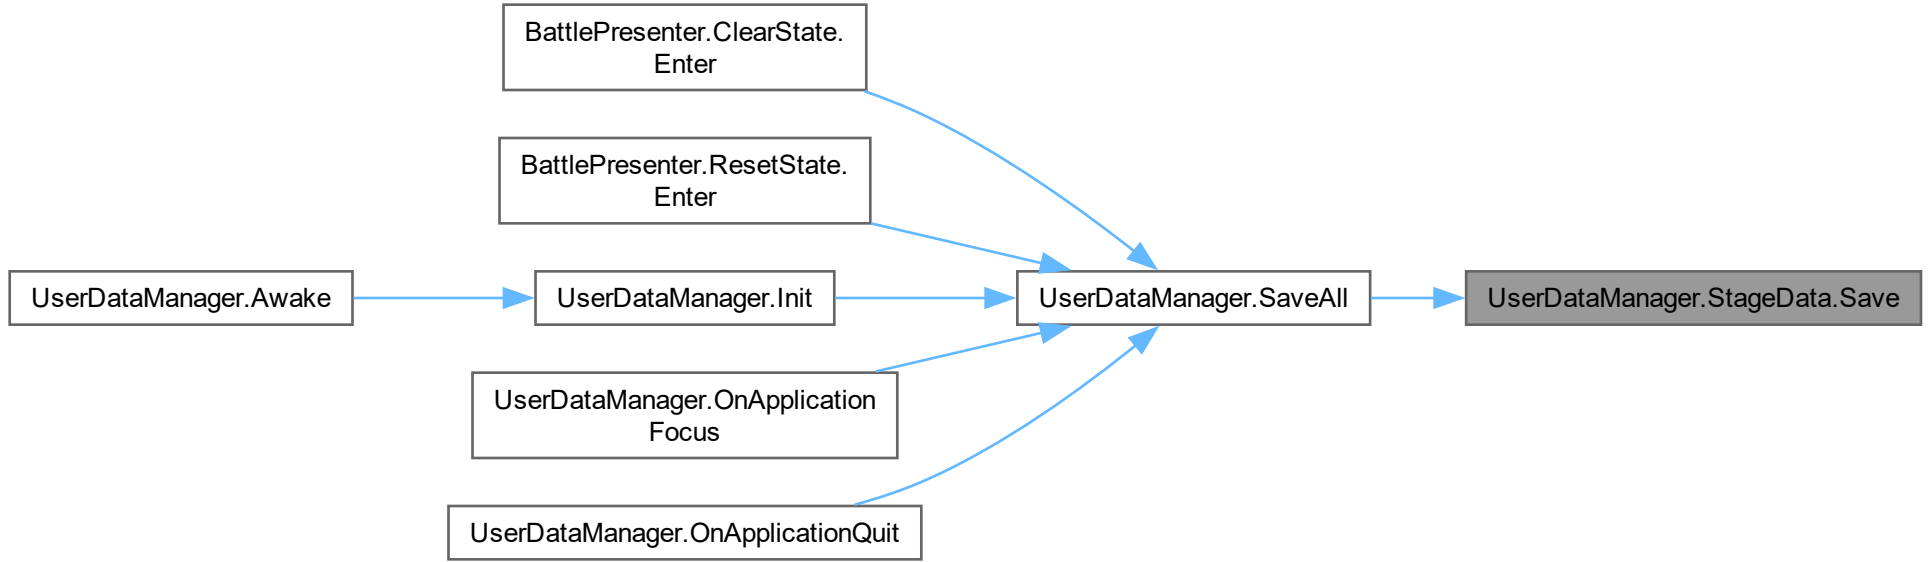 BattlePresenter.ClearState.
Enter
BattlePresenter.ResetState.
Enter
UserDataManager.Awake
UserDataManager.Init
UserDataManager.SaveAll
UserDataManager.StageData.Save
UserDataManager.OnApplication
Focus
UserDataManager.OnApplicationQuit